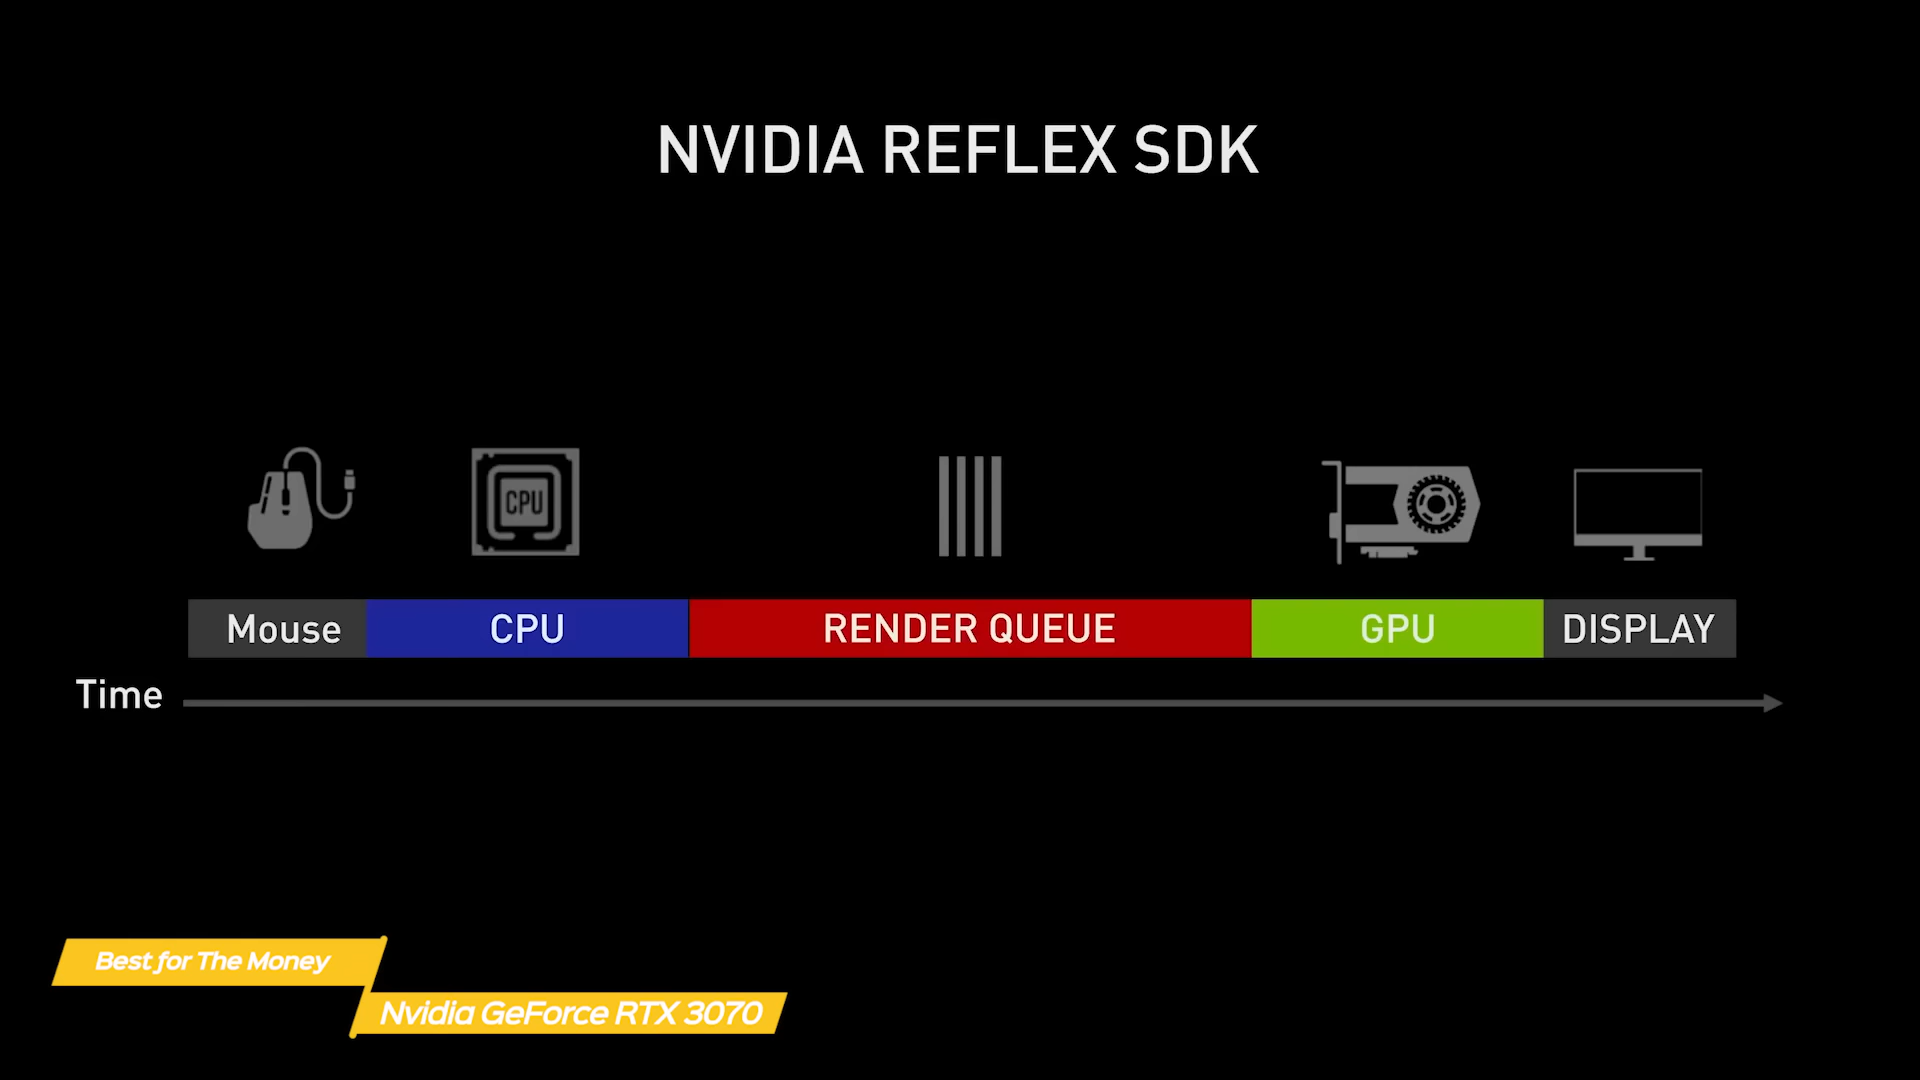 NVIDIA REFLEX SDK
CPU
Mouse CPU RENDER QUEUE GPU DISPLAY
Time
Best for The Money
Nvidia GeForce RTX 3070